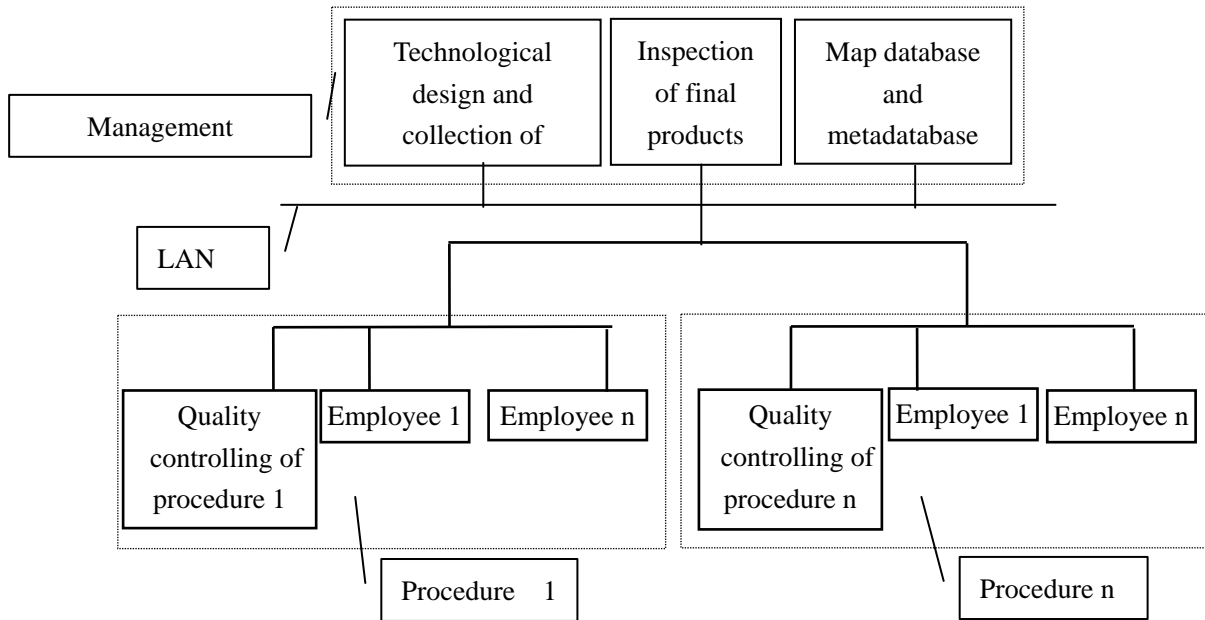 Technological
design and
collection of
Inspection
of final
products
Map database
and
metadatabase
Management
LAN
Quality
controlling of
procedure 1
Employee 1
Employee n
Quality
controlling of
procedure n
Employee 1
Employee n
Procedure 1
Procedure n